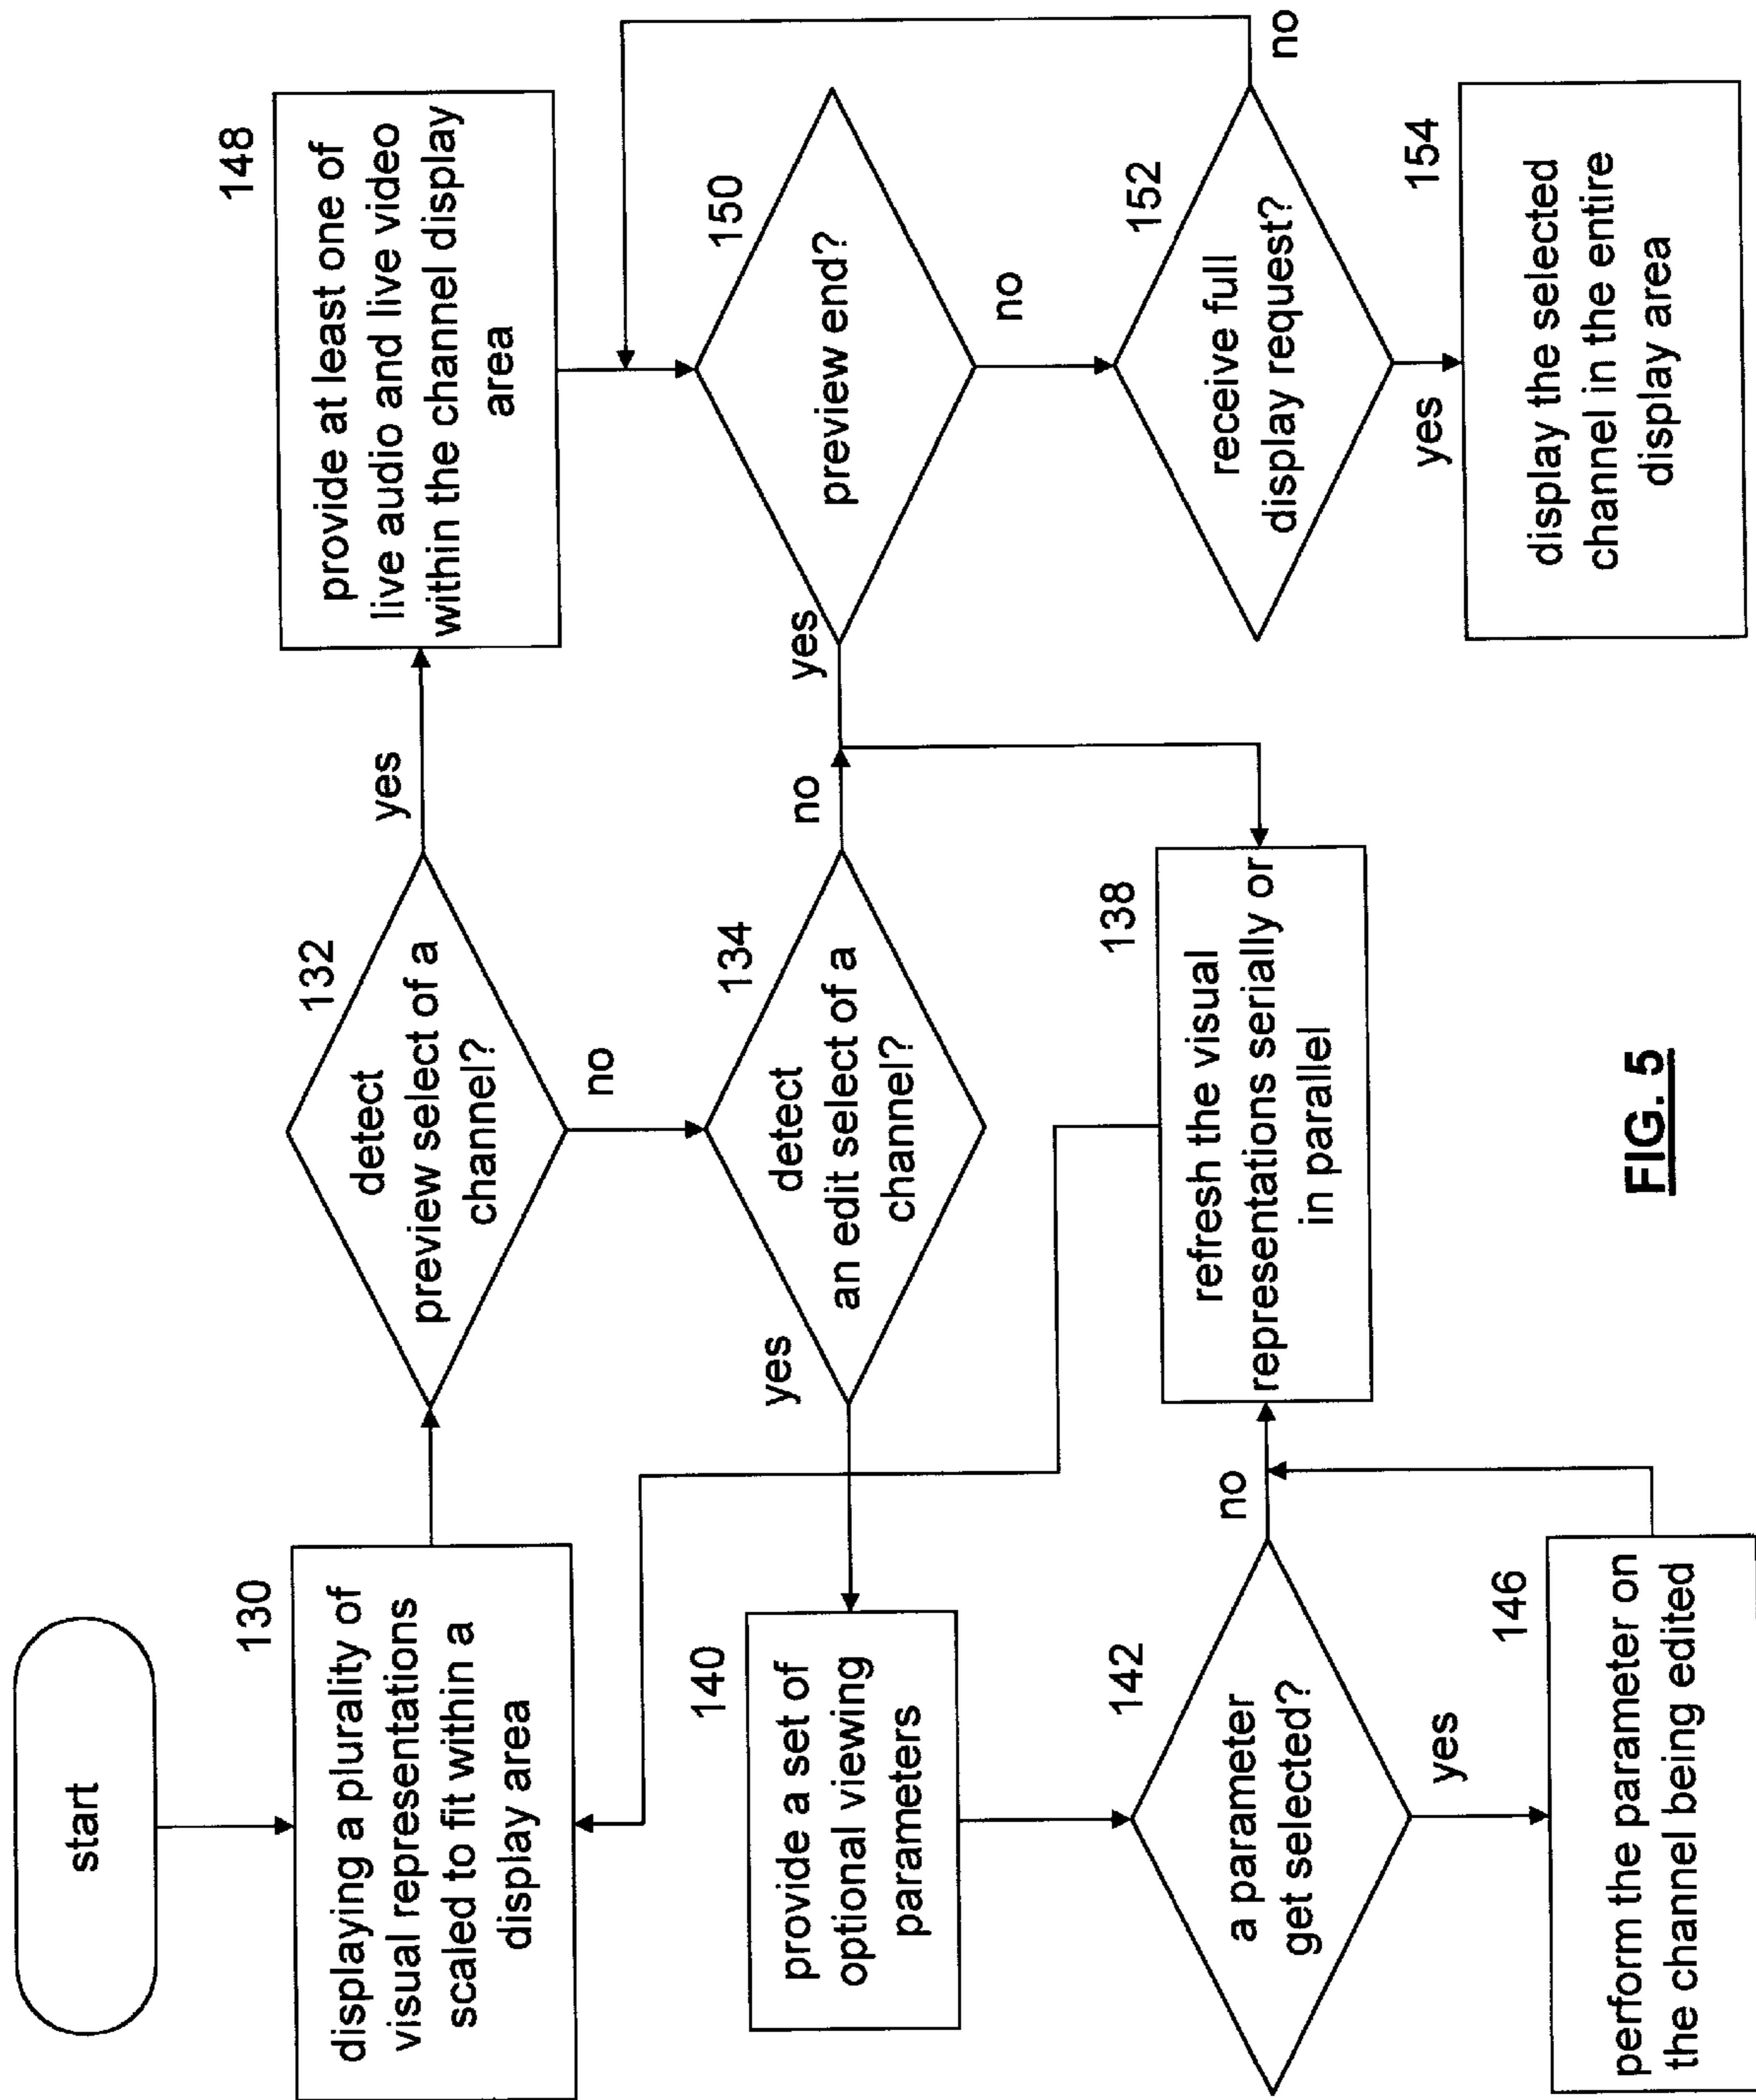 start
130
displaying a plurality of
visual representations
scaled to fit within a
display area
132
detect
preview select of a
channel?
yes
no
148
provide at least one of
live audio and live video
within the channel display
area
134
detect
an edit select of a
channel?
yes
no
150
preview end?
yes
no
140
provide a set of
optional viewing
parameters
138
refresh the visual
representations serially or
in parallel
152
receive full
display request?
no
yes
142
a parameter
get selected?
no
yes
154
display the selected
channel in the entire
display area
146
perform the parameter on
the channel being edited
FIG. 5